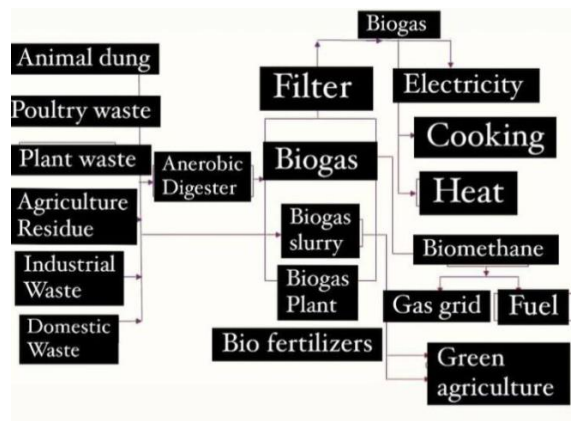 Biogas
Animal dung
Filter
Electricity
Poultry waste
Cooking
Plant waste
Anerobic
Digester
Biogas
Heat
Agriculture
Residue
Biogas
slurry
Biomethane
Industrial
Waste
Biogas
Plant
Gas grid
Fuel
Domestic
Waste
Bio fertilizers
Green
agriculture